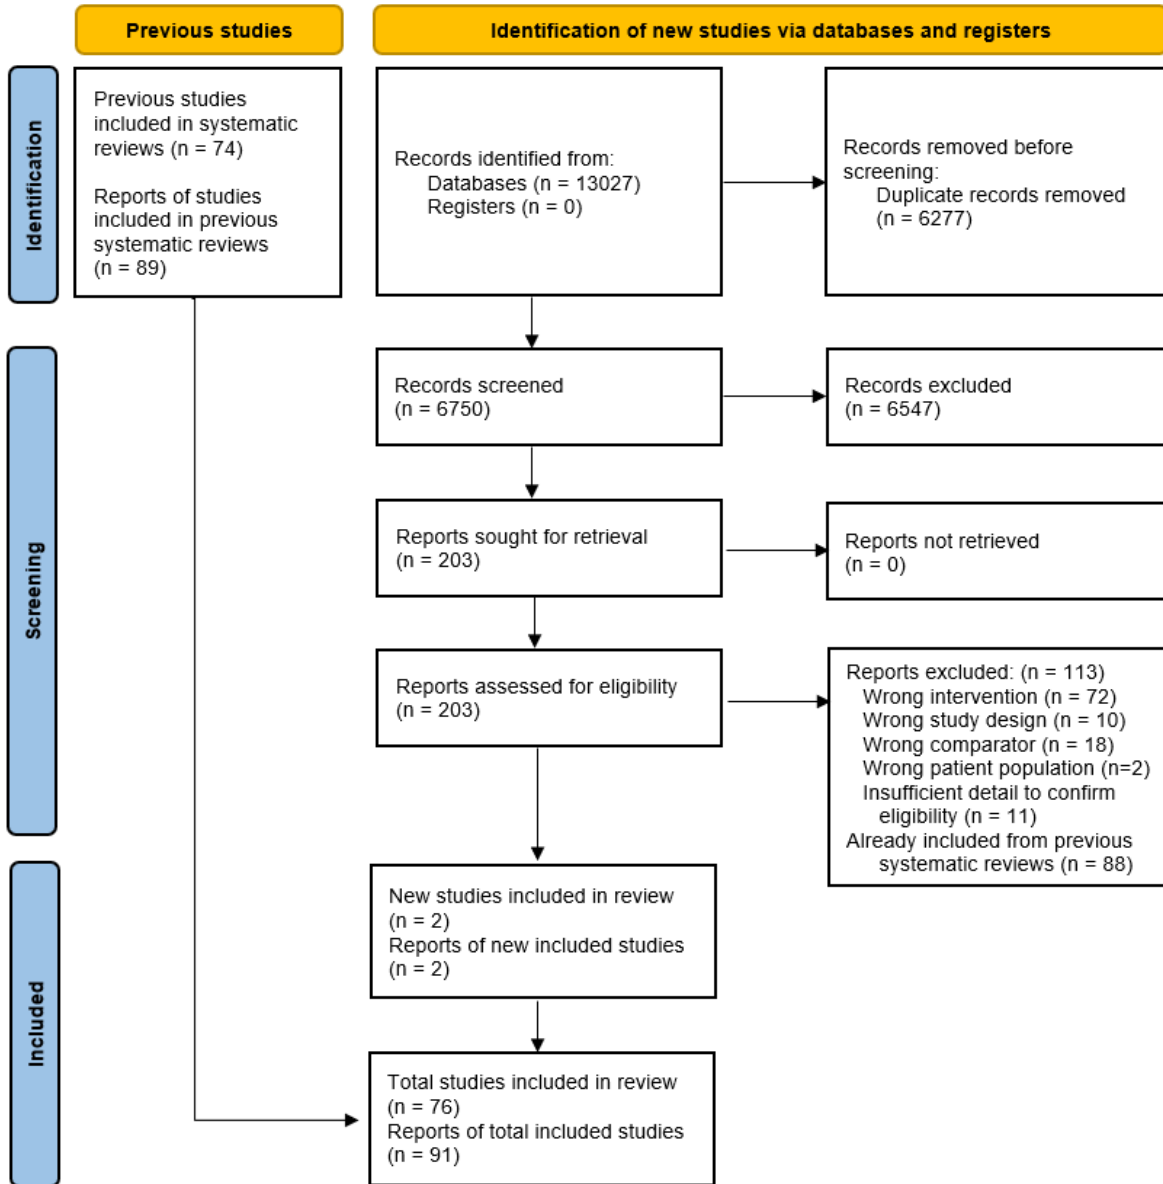 Previous studies
Identification of new studies via databases and registers
Identification
Previous studies
included in systematic
reviews (n = 74)
Reports of studies
included in previous
systematic reviews
(n = 89)
Records identified from:
Databases (n = 13027)
Registers (n = 0)
Records removed before
screening:
Duplicate records removed
(n = 6277)
Screening
Records screened
(n = 6750)
Records excluded
(n = 6547)
Reports sought for retrieval
(n = 203)
Reports not retrieved
(n = 0)
Reports assessed for eligibility
(n = 203)
Reports excluded: (n = 113)
Wrong intervention (n = 72)
Wrong study design (n = 10)
Wrong comparator (n = 18)
Wrong patient population (n=2)
Insufficient detail to confirm
eligibility (n = 11)
Already included from previous
systematic reviews (n = 88)
Included
New studies included in review
(n = 2)
Reports of new included studies
(n = 2)
Total studies included in review
(n = 76)
Reports of total included studies
(n = 91)